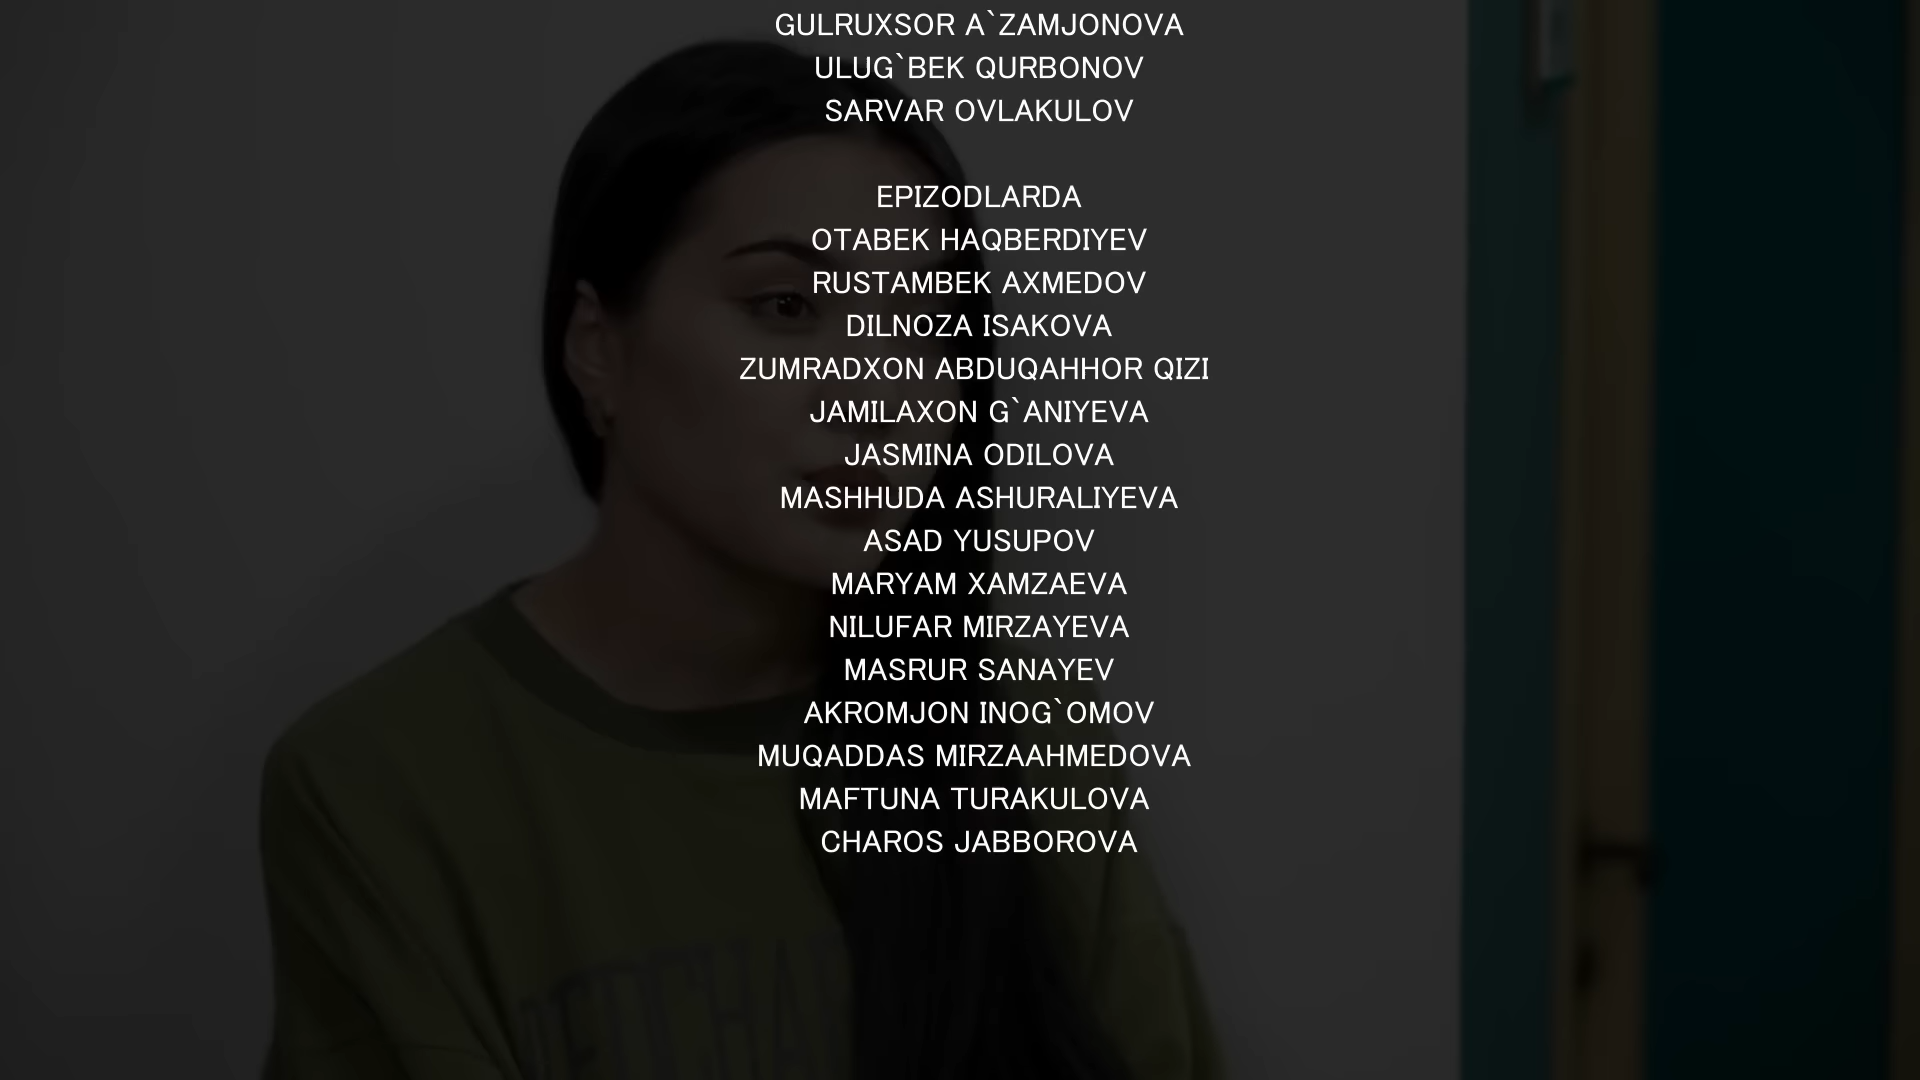 GULRUXSOR A`ZAMJONOVA
ULUG`BEK QURBONOV
SARVAR OVLAKULOV
EPIZODLARDA
OTABEK HAQBERDIYEV
RUSTAMBEK AXMEDOV
DILNOZA ISAKOVA
ZUMRADXON ABDUQAHHOR QIZI
JAMILAXON G`ANIYEVA
JASMINA ODILOVA
MASHHUDA ASHURALIYEVA
ASAD YUSUPOV
MARYAM XAMZAEVA
NILUFAR MIRZAYEVA
MASRUR SANAYEV
AKROMJON INOG`OMOV
MUQADDAS MIRZAAHMEDOVA
MAFTUNA TURAKULOVA
CHAROS JABBOROVA